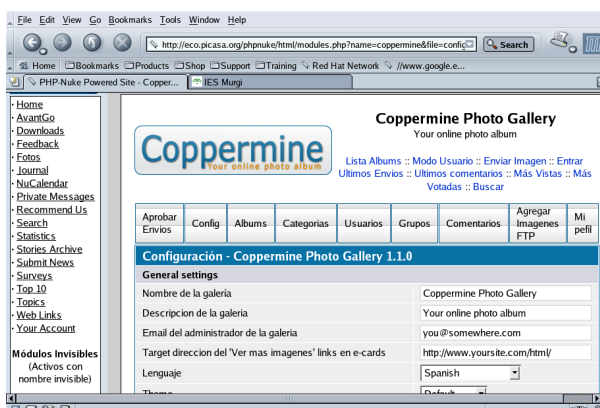 File Edit View Go Bookmarks Tools Window Help
http://eco.picasa.org/phpnuke/html/modules.php?name=coppermine&file=config
Search
Home Bookmarks Products Shop Support Training Red Hat Network //www.google.e...
PHP-Nuke Powered Site - Copper... IES Murgi
· Home
· AvantGo
· Downloads
· Feedback
· Fotos
· Journal
· NuCalendar
· Private Messages
· Recommend Us
· Search
· Statistics
· Stories Archive
· Submit News
· Surveys
· Top 10
· Topics
· Web Links
· Your Account
Módulos Invisibles
(Activos con
nombre invisible)
Coppermine
Your online photo album
Coppermine Photo Gallery
Your online photo album
Lista Albums :: Modo Usuario :: Enviar Imagen :: Entrar
Ultimos Envios :: Ultimos comentarios :: Más Vistas :: Más
Votadas :: Buscar
Aprobar Envios Config Albums Categorias Usuarios Grupos Comentarios Agregar Imagenes FTP Mi pefil
Configuración - Coppermine Photo Gallery 1.1.0
General settings
Nombre de la galería Coppermine Photo Gallery
Descripcion de la galeria Your online photo album
Email del administrador de la galeria you@somewhere.com
Target direccion del 'Ver mas imagenes' links en e-cards http://www.yoursite.com/html/
Lenguaje Spanish
Theme Default